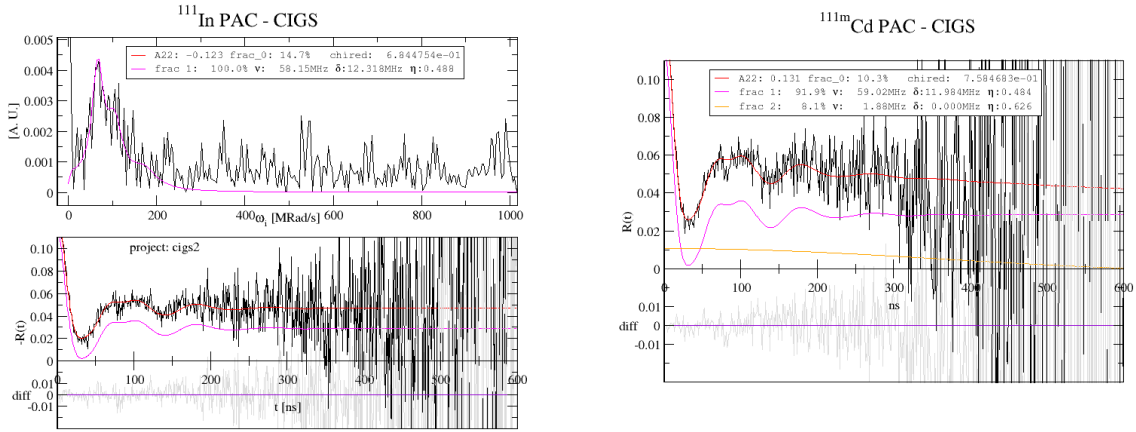 ¹¹¹In PAC - CIGS
A22: -0.123 frac_0: 14.7% chired: 6.844754e-01
frac 1: 100.0% ν: 58.15MHz δ:12.318MHz η:0.488
[A. U.]
0.005
0.004
0.003
0.002
0.001
0
0 200 400 600 800 1000
ωᵢ [MRad/s]
project: cigs2
-R(t)
0.10
0.08
0.06
0.04
0.02
0
0 100 200 300 400 500 600
diff
0.01
0
-0.01
t [ns]
¹¹¹ᵐCd PAC - CIGS
A22: 0.131 frac_0: 10.3% chired: 7.584683e-01
frac 1: 91.9% ν: 59.02MHz δ:11.984MHz η:0.484
frac 2: 8.1% ν: 1.88MHz δ: 0.000MHz η:0.626
R(t)
0.10
0.08
0.06
0.04
0.02
0
ns
diff
0.01
0
-0.01
0 100 200 300 400 500 600